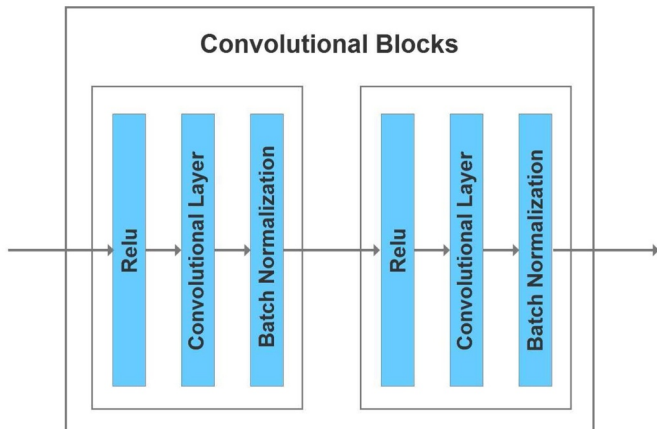 Convolutional Blocks
Relu
Convolutional Layer
Batch Normalization
Relu
Convolutional Layer
Batch Normalization